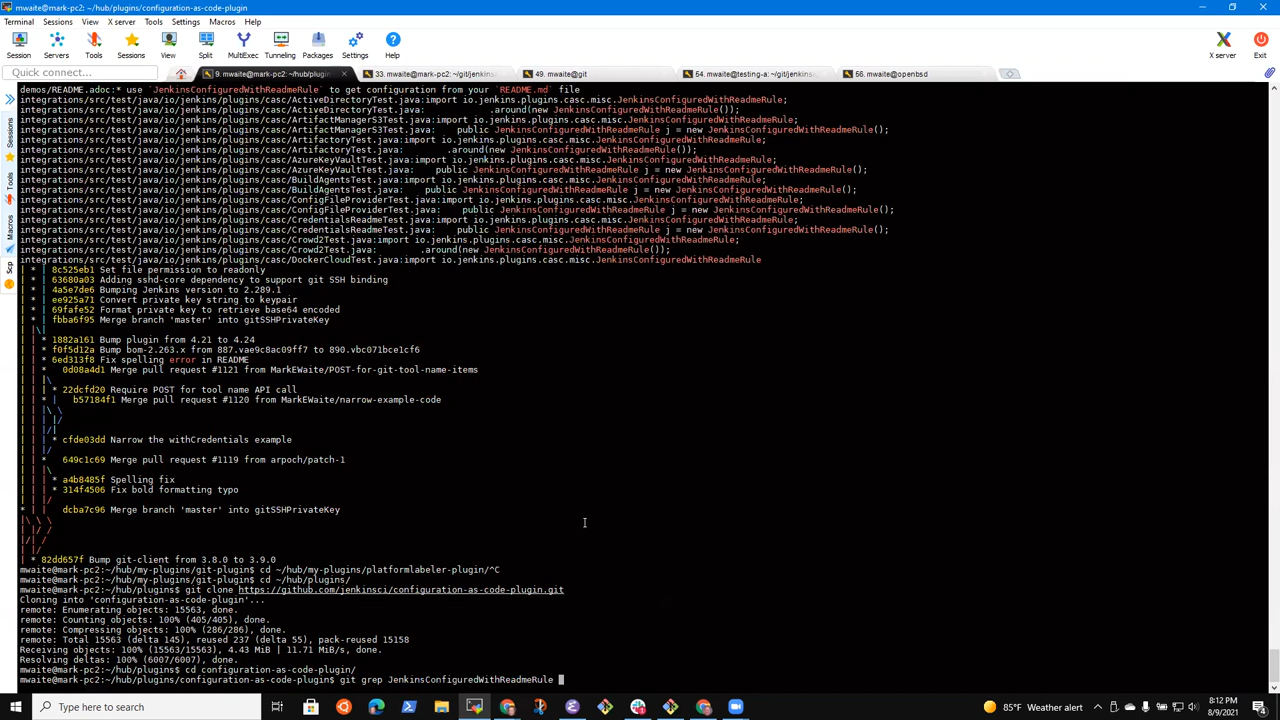 mwaite@mark-pc2: ~/hub/plugins/configuration-as-code-plugin
Terminal Sessions View X server Tools Settings Macros Help
Session Servers Tools Sessions View Split MultiExec Tunneling Packages Settings Help X server Exit
Quick connect... 9. mwaite@mark-pc2: ~/hub/plugin 33. mwaite@mark-pc2: ~/git/jenkins 49. mwaite@git 54. mwaite@testing-a: ~/git/jenkins 56. mwaite@openbsd
Sessions
Tools
Macros
Scp
demos/README.adoc:* use `JenkinsConfiguredWithReadmeRule` to get configuration from your `README.md` file
integrations/src/test/java/io/jenkins/plugins/casc/ActiveDirectoryTest.java:import io.jenkins.plugins.casc.misc.JenkinsConfiguredWithReadmeRule;
integrations/src/test/java/io/jenkins/plugins/casc/ActiveDirectoryTest.java: .around(new JenkinsConfiguredWithReadmeRule());
integrations/src/test/java/io/jenkins/plugins/casc/ArtifactManagerS3Test.java:import io.jenkins.plugins.casc.misc.JenkinsConfiguredWithReadmeRule;
integrations/src/test/java/io/jenkins/plugins/casc/ArtifactManagerS3Test.java: public JenkinsConfiguredWithReadmeRule j = new JenkinsConfiguredWithReadmeRule();
integrations/src/test/java/io/jenkins/plugins/casc/ArtifactoryTest.java:import io.jenkins.plugins.casc.misc.JenkinsConfiguredWithReadmeRule;
integrations/src/test/java/io/jenkins/plugins/casc/ArtifactoryTest.java: .around(new JenkinsConfiguredWithReadmeRule());
integrations/src/test/java/io/jenkins/plugins/casc/AzureKeyVaultTest.java:import io.jenkins.plugins.casc.misc.JenkinsConfiguredWithReadmeRule;
integrations/src/test/java/io/jenkins/plugins/casc/AzureKeyVaultTest.java: public JenkinsConfiguredWithReadmeRule j = new JenkinsConfiguredWithReadmeRule();
integrations/src/test/java/io/jenkins/plugins/casc/BuildAgentsTest.java:import io.jenkins.plugins.casc.misc.JenkinsConfiguredWithReadmeRule;
integrations/src/test/java/io/jenkins/plugins/casc/BuildAgentsTest.java: public JenkinsConfiguredWithReadmeRule j = new JenkinsConfiguredWithReadmeRule();
integrations/src/test/java/io/jenkins/plugins/casc/ConfigFileProviderTest.java:import io.jenkins.plugins.casc.misc.JenkinsConfiguredWithReadmeRule;
integrations/src/test/java/io/jenkins/plugins/casc/ConfigFileProviderTest.java: public JenkinsConfiguredWithReadmeRule j = new JenkinsConfiguredWithReadmeRule();
integrations/src/test/java/io/jenkins/plugins/casc/CredentialsReadmeTest.java:import io.jenkins.plugins.casc.misc.JenkinsConfiguredWithReadmeRule;
integrations/src/test/java/io/jenkins/plugins/casc/CredentialsReadmeTest.java: public JenkinsConfiguredWithReadmeRule j = new JenkinsConfiguredWithReadmeRule();
integrations/src/test/java/io/jenkins/plugins/casc/Crowd2Test.java:import io.jenkins.plugins.casc.misc.JenkinsConfiguredWithReadmeRule;
integrations/src/test/java/io/jenkins/plugins/casc/Crowd2Test.java: .around(new JenkinsConfiguredWithReadmeRule());
integrations/src/test/java/io/jenkins/plugins/casc/DockerCloudTest.java:import io.jenkins.plugins.casc.misc.JenkinsConfiguredWithReadmeRule
| * | 8c525eb1 Set file permission to readonly
| * | 63680a03 Adding sshd-core dependency to support git SSH binding
| * | 4a5e7de6 Bumping Jenkins version to 2.289.1
| * | ee925a71 Convert private key string to keypair
| * | 69fafe52 Format private key to retrieve base64 encoded
| * | fbba6f95 Merge branch 'master' into gitSSHPrivateKey
| |\|
| | * 1882a161 Bump plugin from 4.21 to 4.24
| | * f0f5d12a Bump bom-2.263.x from 887.vae9c8ac09ff7 to 890.vbc071bce1cf6
| | * 6ed313f8 Fix spelling error in README
| | * 0d08a4d1 Merge pull request #1121 from MarkEWaite/POST-for-git-tool-name-items
| | |\
| | | * 22dcfd20 Require POST for tool name API call
| | * | b57184f1 Merge pull request #1120 from MarkEWaite/narrow-example-code
| | |\ \
| | | |/
| | |/|
| | | * cfde03dd Narrow the withCredentials example
| | |/
| | * 649c1c69 Merge pull request #1119 from arpoch/patch-1
| | |\
| | | * a4b8485f Spelling fix
| | | * 314f4506 Fix bold formatting typo
| | |/
* | | dcba7c96 Merge branch 'master' into gitSSHPrivateKey
|\ \ \
| |/ /
|/| /
| |/
| * 82dd657f Bump git-client from 3.8.0 to 3.9.0
mwaite@mark-pc2:~/hub/my-plugins/git-plugin$ cd ~/hub/my-plugins/platformlabeler-plugin/^C
mwaite@mark-pc2:~/hub/my-plugins/git-plugin$ cd ~/hub/plugins/
mwaite@mark-pc2:~/hub/plugins$ git clone https://github.com/jenkinsci/configuration-as-code-plugin.git
Cloning into 'configuration-as-code-plugin'...
remote: Enumerating objects: 15563, done.
remote: Counting objects: 100% (405/405), done.
remote: Compressing objects: 100% (286/286), done.
remote: Total 15563 (delta 145), reused 237 (delta 55), pack-reused 15158
Receiving objects: 100% (15563/15563), 4.43 MiB | 11.71 MiB/s, done.
Resolving deltas: 100% (6007/6007), done.
mwaite@mark-pc2:~/hub/plugins$ cd configuration-as-code-plugin/
mwaite@mark-pc2:~/hub/plugins/configuration-as-code-plugin$ git grep JenkinsConfiguredWithReadmeRule
Type here to search
85°F Weather alert
8:12 PM
8/9/2021